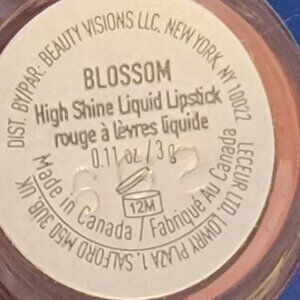 DIST. BY/PAR: BEAUTY VISIONS LLC, NEW YORK, NY 10022
BLOSSOM
High Shine Liquid Lipstick
rouge à lèvres liquide
0.11 oz. / 3 g
12M
Made in Canada / Fabriqué Au Canada
LECEUR LTD, LOWRY PLAZA 1, SALFORD M50 3UB, UK